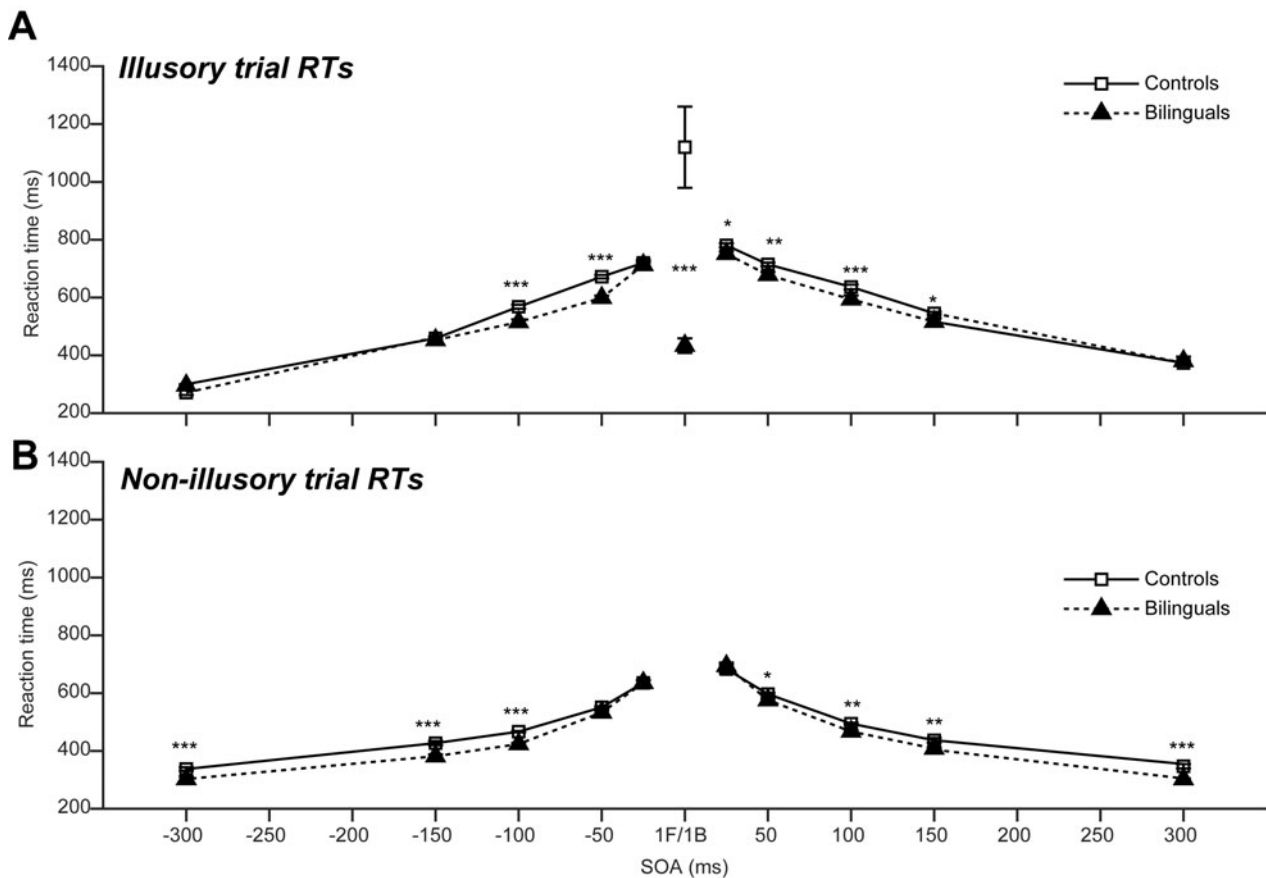 A
Illusory trial RTs
1400
1200
1000
800
600
400
200
Reaction time (ms)
Controls
Bilinguals
***
***
***
*
**
***
*
B
Non-illusory trial RTs
1400
1200
1000
800
600
400
200
Reaction time (ms)
Controls
Bilinguals
***
***
***
*
**
**
***
-300 -250 -200 -150 -100 -50 1F/1B 50 100 150 200 250 300
SOA (ms)